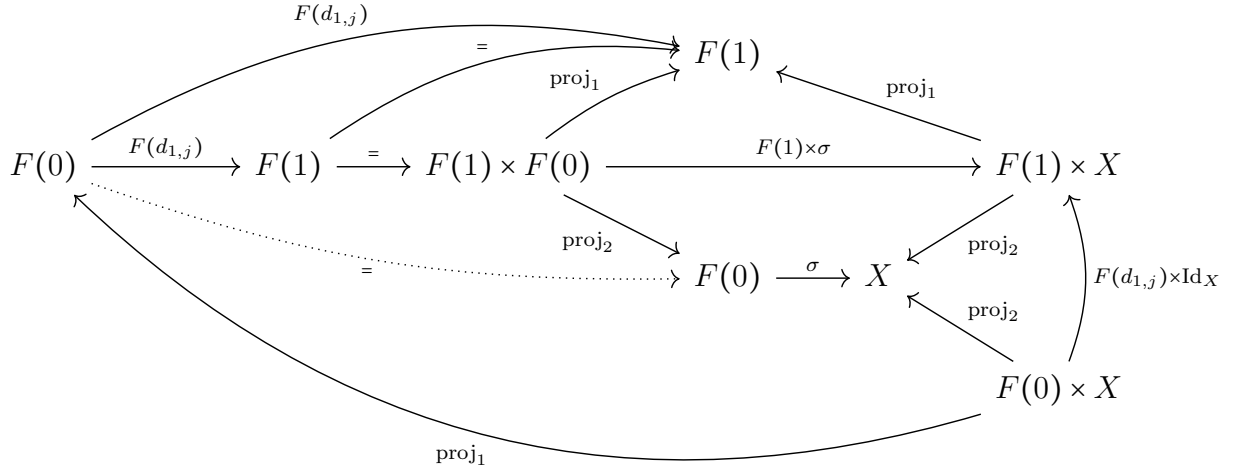 F(d_{1,j})
=
F(1)
proj_1
proj_1
F(0)
F(d_{1,j})
F(1)
=
F(1) × F(0)
F(1)×σ
F(1) × X
proj_2
proj_2
=
F(0)
σ
X
F(d_{1,j})×Id_X
proj_2
F(0) × X
proj_1